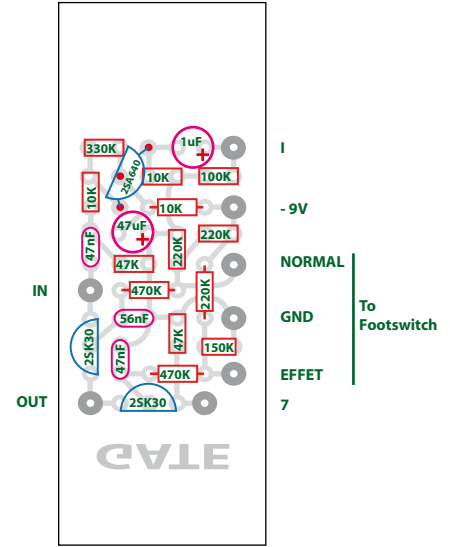 1uF
I
330K
2SA640
10K
100K
10K
10K
- 9V
47uF
220K
220K
47nF
47K
NORMAL
470K
220K
IN
56nF
GND
To
Footswitch
2SK30
47K
150K
47nF
470K
EFFET
OUT
2SK30
7
GATE